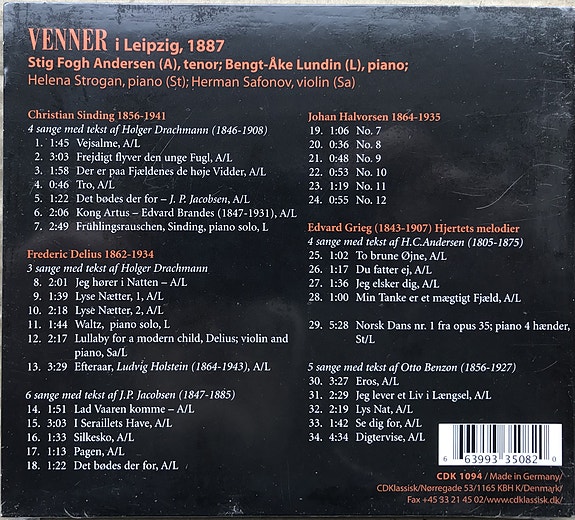 VENNER i Leipzig, 1887
Stig Fogh Andersen (A), tenor; Bengt-Åke Lundin (L), piano;
Helena Strogan, piano (St); Herman Safonov, violin (Sa)
Christian Sinding 1856-1941
4 sange med tekst af Holger Drachmann (1846-1908)
1. 1:45 Vejsalme, A/L
2. 3:03 Frejdigt flyver den unge Fugl, A/L
3. 1:58 Der er paa Fjældenes de høje Vidder, A/L
4. 0:46 Tro, A/L
5. 1:22 Det bødes der for – J. P. Jacobsen, A/L
6. 2:06 Kong Artus – Edvard Brandes (1847-1931), A/L
7. 2:49 Frühlingsrauschen, Sinding, piano solo, L
Frederic Delius 1862-1934
3 sange med tekst af Holger Drachmann
8. 2:01 Jeg hører i Natten – A/L
9. 1:39 Lyse Nætter, 1, A/L
10. 2:18 Lyse Nætter, 2, A/L
11. 1:44 Waltz, piano solo, L
12. 2:17 Lullaby for a modern child, Delius; violin and
piano, Sa/L
13. 3:29 Efteraar, Ludvig Holstein (1864-1943), A/L
6 sange med tekst af J.P. Jacobsen (1847-1885)
14. 1:51 Lad Vaaren komme – A/L
15. 3:03 I Seraillets Have, A/L
16. 1:33 Silkesko, A/L
17. 1:13 Pagen, A/L
18. 1:22 Det bødes der for, A/L
Johan Halvorsen 1864-1935
19. 1:06 No. 7
20. 0:36 No. 8
21. 0:48 No. 9
22. 0:53 No. 10
23. 1:19 No. 11
24. 0:55 No. 12
Edvard Grieg (1843-1907) Hjertets melodier
4 sange med tekst af H.C.Andersen (1805-1875)
25. 1:02 To brune Øjne, A/L
26. 1:17 Du fatter ej, A/L
27. 1:36 Jeg elsker dig, A/L
28. 1:00 Min Tanke er et mægtigt Fjæld, A/L
29. 5:28 Norsk Dans nr. 1 fra opus 35; piano 4 hænder,
St/L
5 sange med tekst af Otto Benzon (1856-1927)
30. 3:27 Eros, A/L
31. 2:29 Jeg lever et Liv i Længsel, A/L
32. 2:19 Lys Nat, A/L
33. 1:42 Se dig for, A/L
34. 4:34 Digtervise, A/L
6 63993 35082 0
CDK 1094 / Made in Germany/
CDKlassisk/Nørregade 53/1165 KBH K/Denmark/
Fax +45 33 21 45 02/www.cdklassisk.dk/